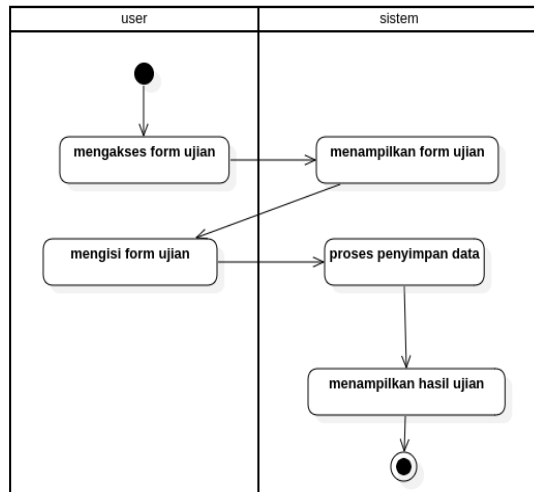 user
sistem
mengakses form ujian
menampilkan form ujian
mengisi form ujian
proses penyimpan data
menampilkan hasil ujian